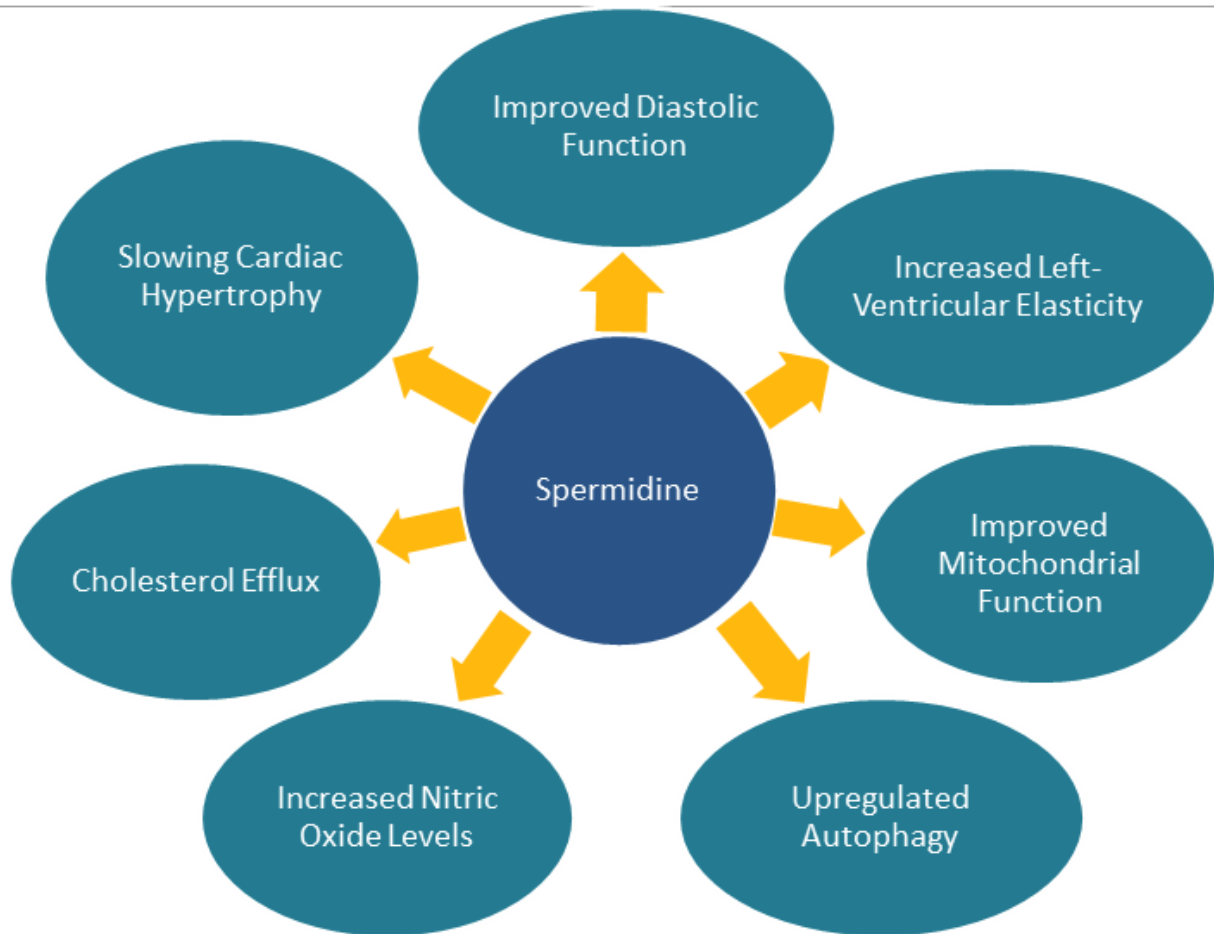 Improved Diastolic
Function
Increased Left-
Ventricular Elasticity
Improved
Mitochondrial
Function
Upregulated
Autophagy
Increased Nitric
Oxide Levels
Cholesterol Efflux
Slowing Cardiac
Hypertrophy
Spermidine